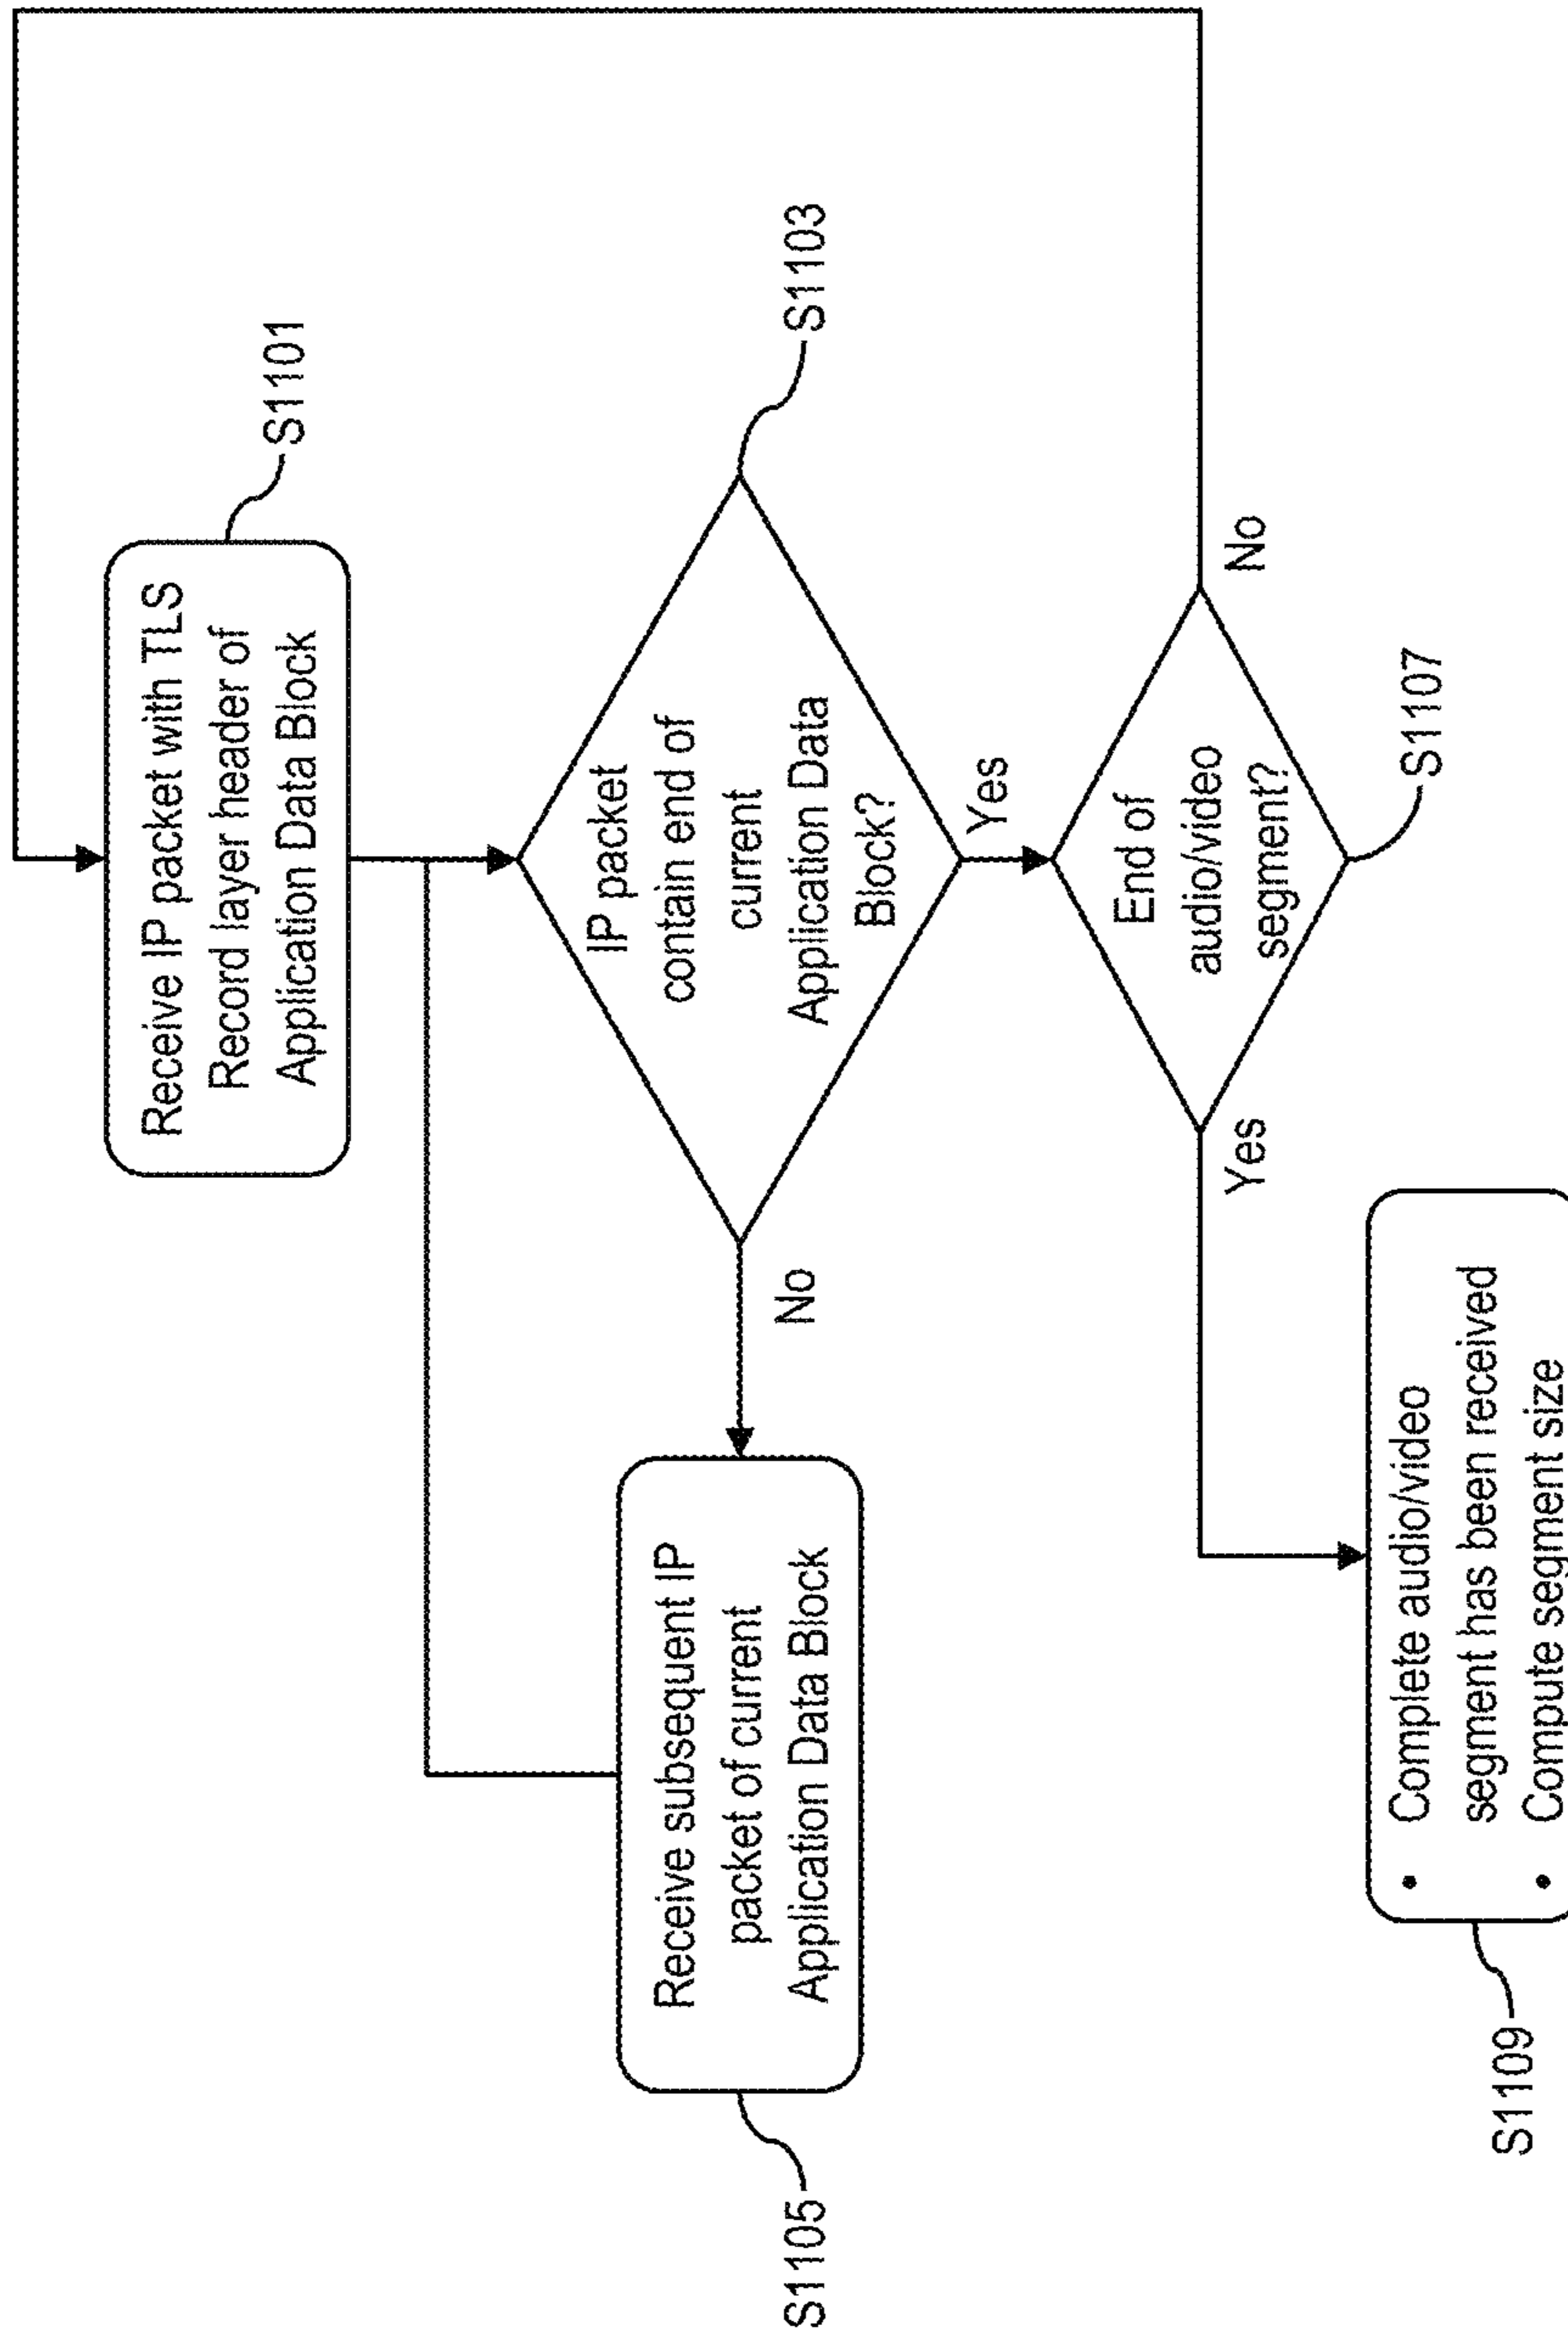 Receive IP packet with TLS
Record layer header of
Application Data Block
S1101
IP packet
contain end of
current
Application Data
Block?
S1103
No
Yes
Receive subsequent IP
packet of current
Application Data Block
S1105
End of
audio/video
segment?
S1107
No
Yes
• Complete audio/video
segment has been received
• Compute segment size
S1109